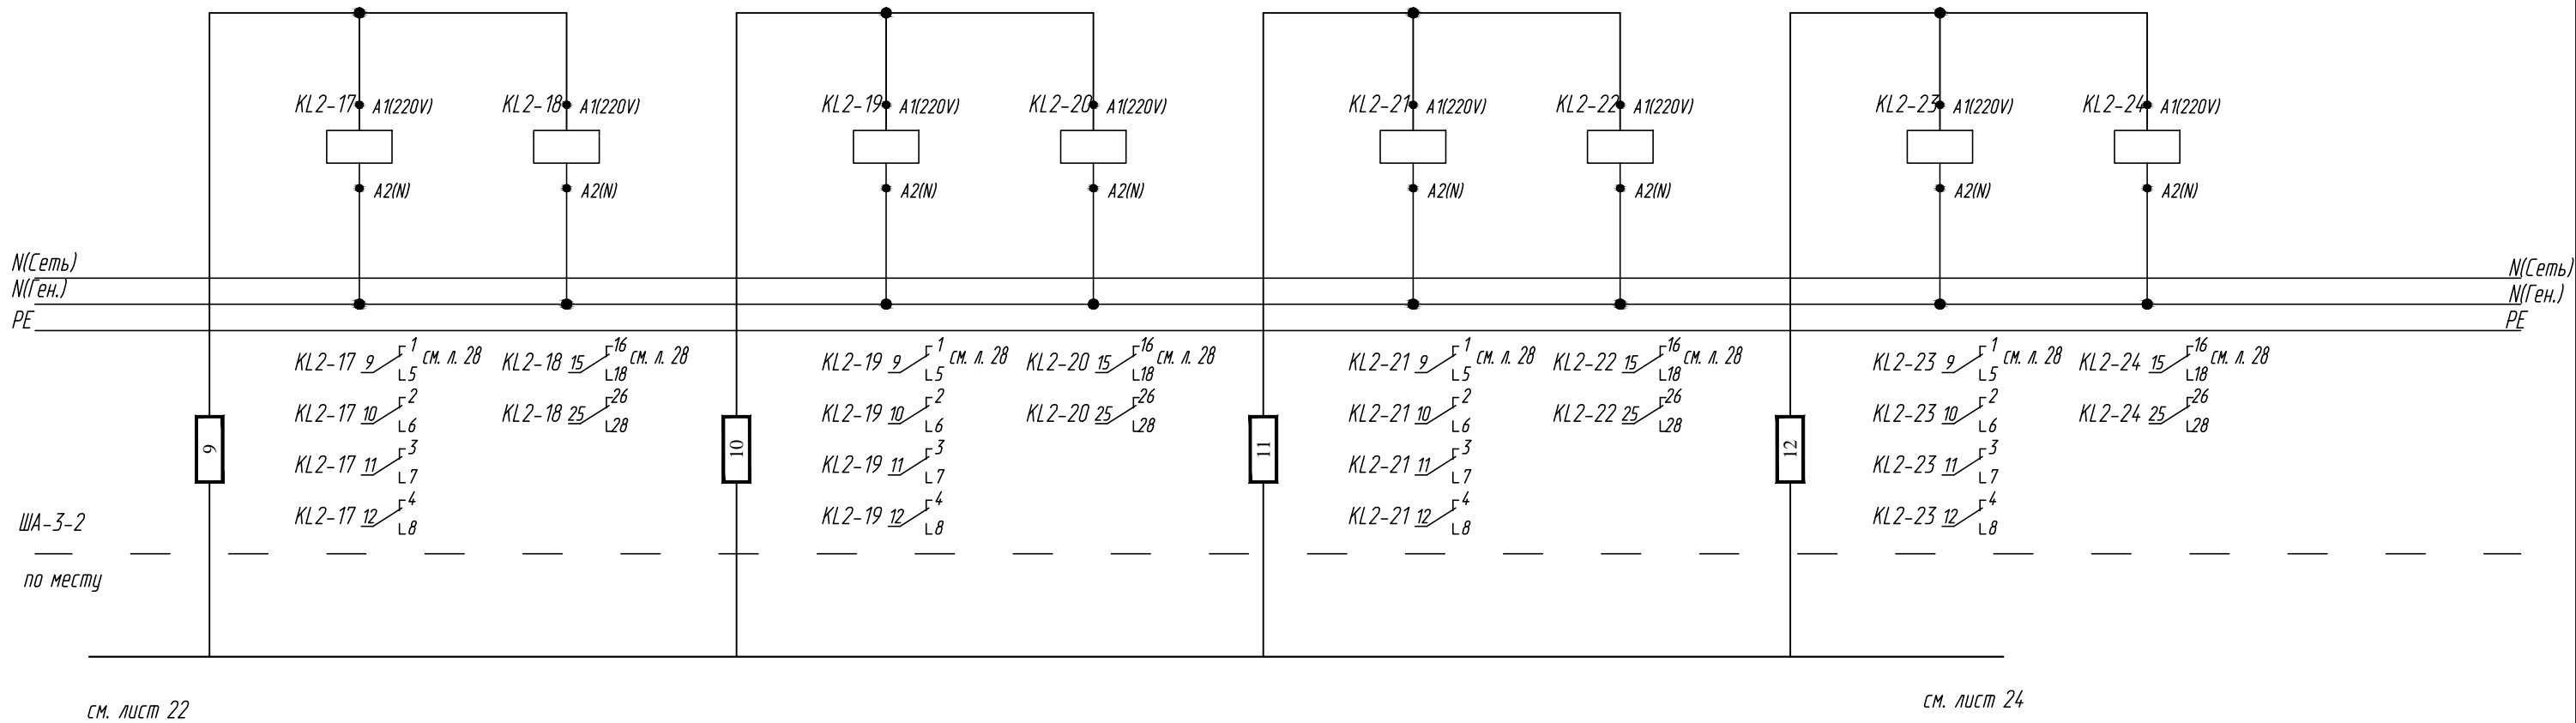 KL2-17 A1(220V) KL2-18 A1(220V) KL2-19 A1(220V) KL2-20 A1(220V) KL2-21 A1(220V) KL2-22 A1(220V) KL2-23 A1(220V) KL2-24 A1(220V)
A2(N) A2(N) A2(N) A2(N) A2(N) A2(N) A2(N) A2(N)
N(Сеть) N(Сеть)
N(Ген.) N(Ген.)
PE PE
KL2-17 9 1 5 см. л. 28 KL2-18 15 16 18 см. л. 28 KL2-19 9 1 5 см. л. 28 KL2-20 15 16 18 см. л. 28 KL2-21 9 1 5 см. л. 28 KL2-22 15 16 18 см. л. 28 KL2-23 9 1 5 см. л. 28 KL2-24 15 16 18 см. л. 28
KL2-17 10 2 6 KL2-18 25 26 28 KL2-19 10 2 6 KL2-20 25 26 28 KL2-21 10 2 6 KL2-22 25 26 28 KL2-23 10 2 6 KL2-24 25 26 28
9 10 11 12
KL2-17 11 3 7 KL2-19 11 3 7 KL2-21 11 3 7 KL2-23 11 3 7
KL2-17 12 4 8 KL2-19 12 4 8 KL2-21 12 4 8 KL2-23 12 4 8
ША-3-2
по месту
см. лист 22 см. лист 24